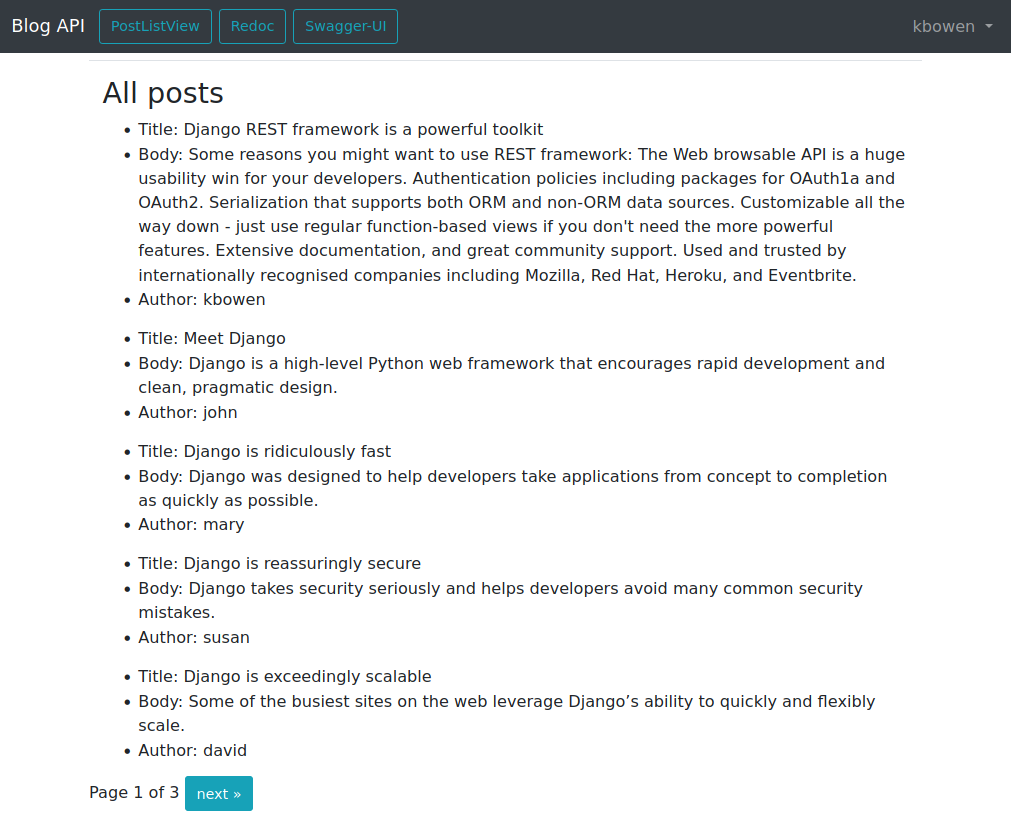 Blog API PostListView Redoc Swagger-UI kbowen
All posts
• Title: Django REST framework is a powerful toolkit
• Body: Some reasons you might want to use REST framework: The Web browsable API is a huge
usability win for your developers. Authentication policies including packages for OAuth1a and
OAuth2. Serialization that supports both ORM and non-ORM data sources. Customizable all the
way down - just use regular function-based views if you don't need the more powerful
features. Extensive documentation, and great community support. Used and trusted by
internationally recognised companies including Mozilla, Red Hat, Heroku, and Eventbrite.
• Author: kbowen
• Title: Meet Django
• Body: Django is a high-level Python web framework that encourages rapid development and
clean, pragmatic design.
• Author: john
• Title: Django is ridiculously fast
• Body: Django was designed to help developers take applications from concept to completion
as quickly as possible.
• Author: mary
• Title: Django is reassuringly secure
• Body: Django takes security seriously and helps developers avoid many common security
mistakes.
• Author: susan
• Title: Django is exceedingly scalable
• Body: Some of the busiest sites on the web leverage Django’s ability to quickly and flexibly
scale.
• Author: david
Page 1 of 3 next »